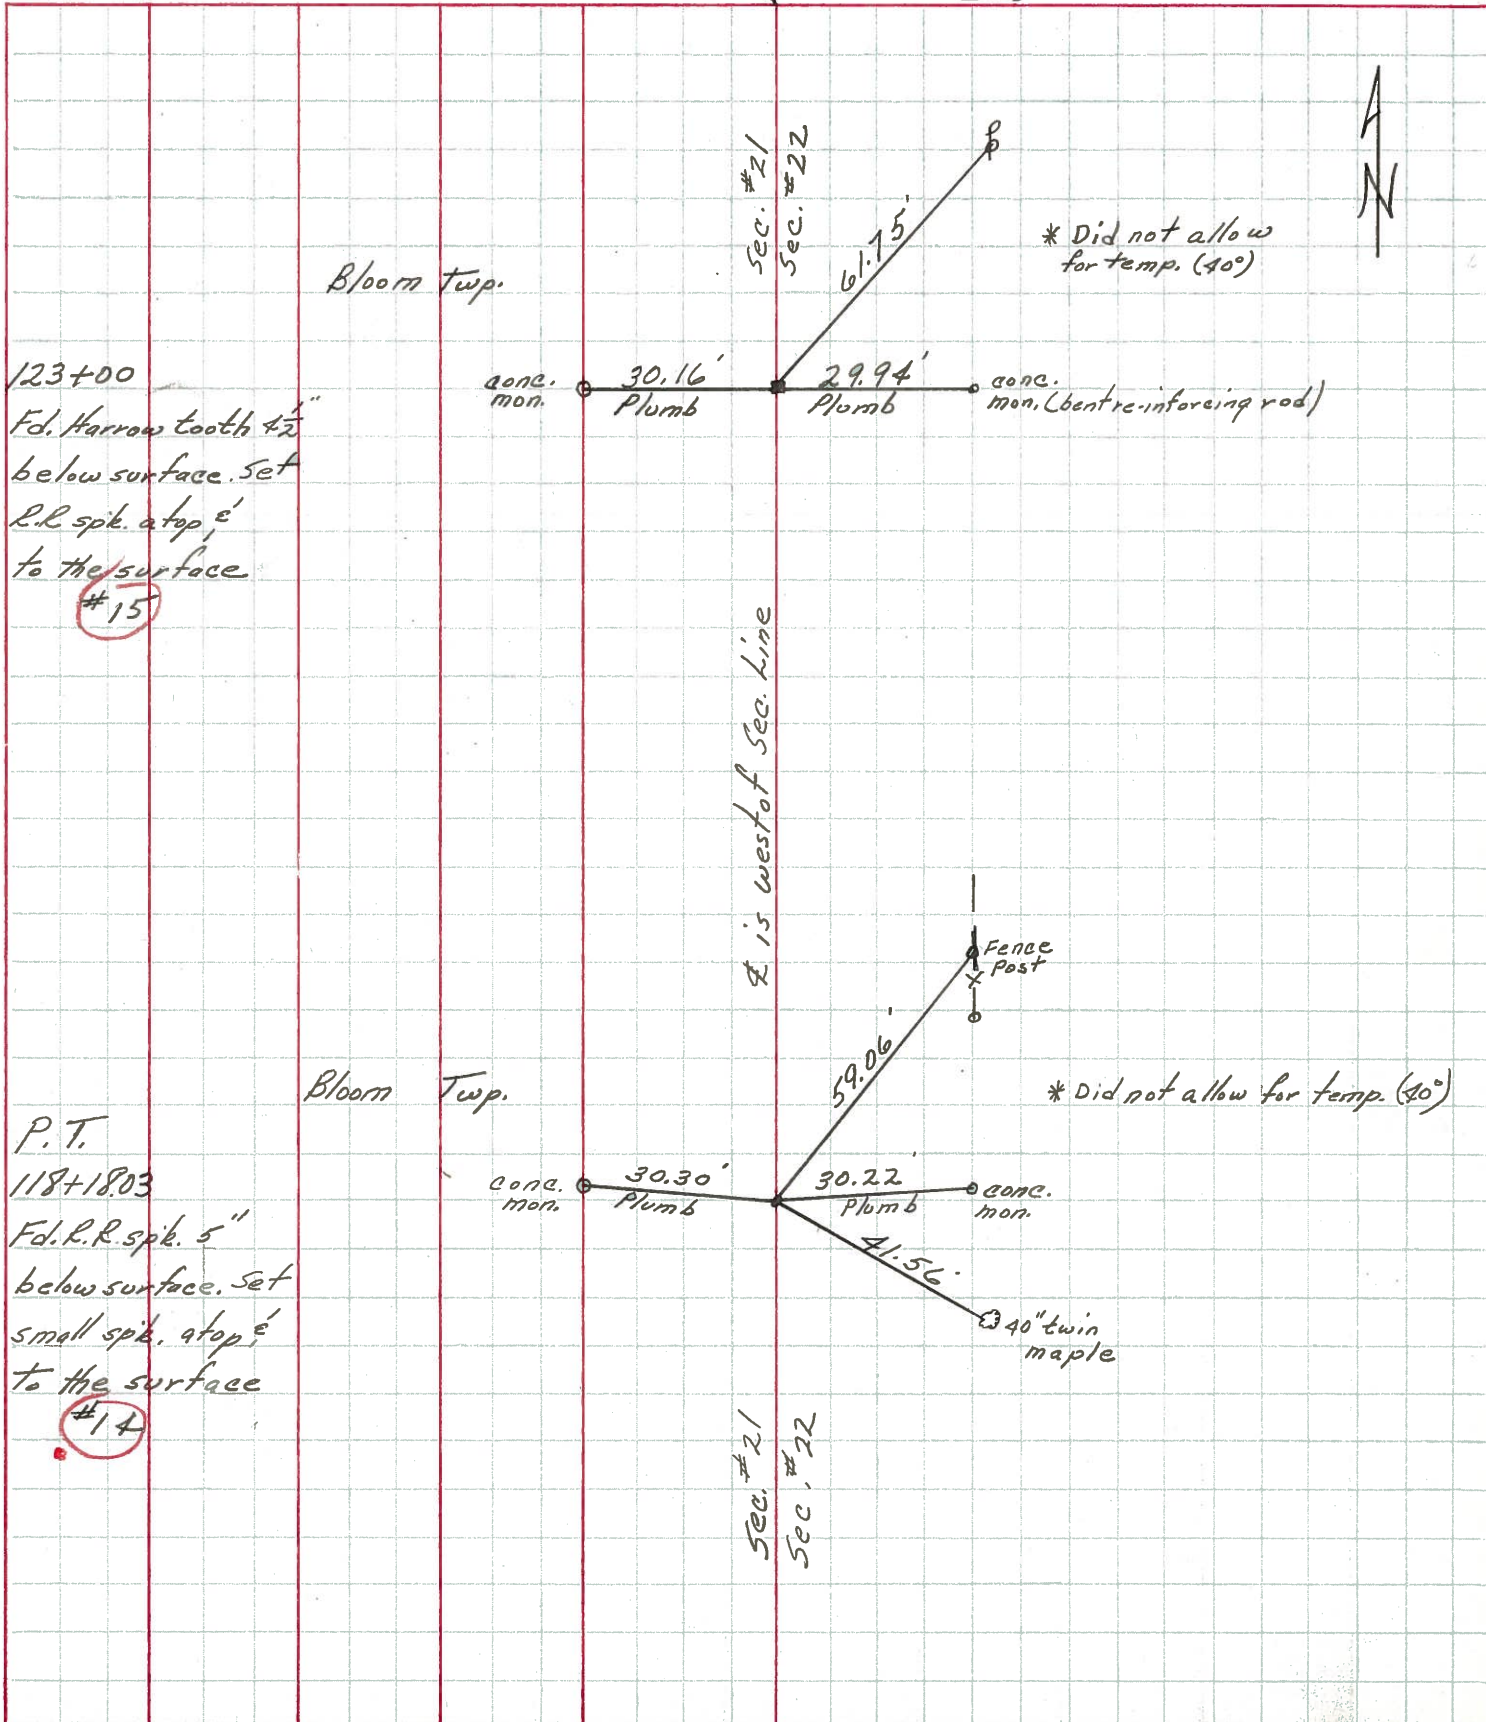 Sec. #21
Sec. #22
N
61.75'
* Did not allow
for temp. (40°)
Bloom Twp.
123+00
Fd. Harrow tooth 4½"
below surface. Set
R.R spk. atop &
to the surface
#15
conc.
mon.
30.16'
Plumb
29.94'
Plumb
conc.
mon. (bent re-inforcing rod)
℄ is west of Sec. Line
Fence
Post
x
59.06'
Bloom Twp.
* Did not allow for temp. (40°)
P.T.
118+18.03
Fd. R.R. spk. 5"
below surface. Set
small spk. atop &
to the surface
#14
conc.
mon.
30.30'
Plumb
30.22'
Plumb
conc.
mon.
41.56'
40" twin
maple
Sec. #21
Sec. #22